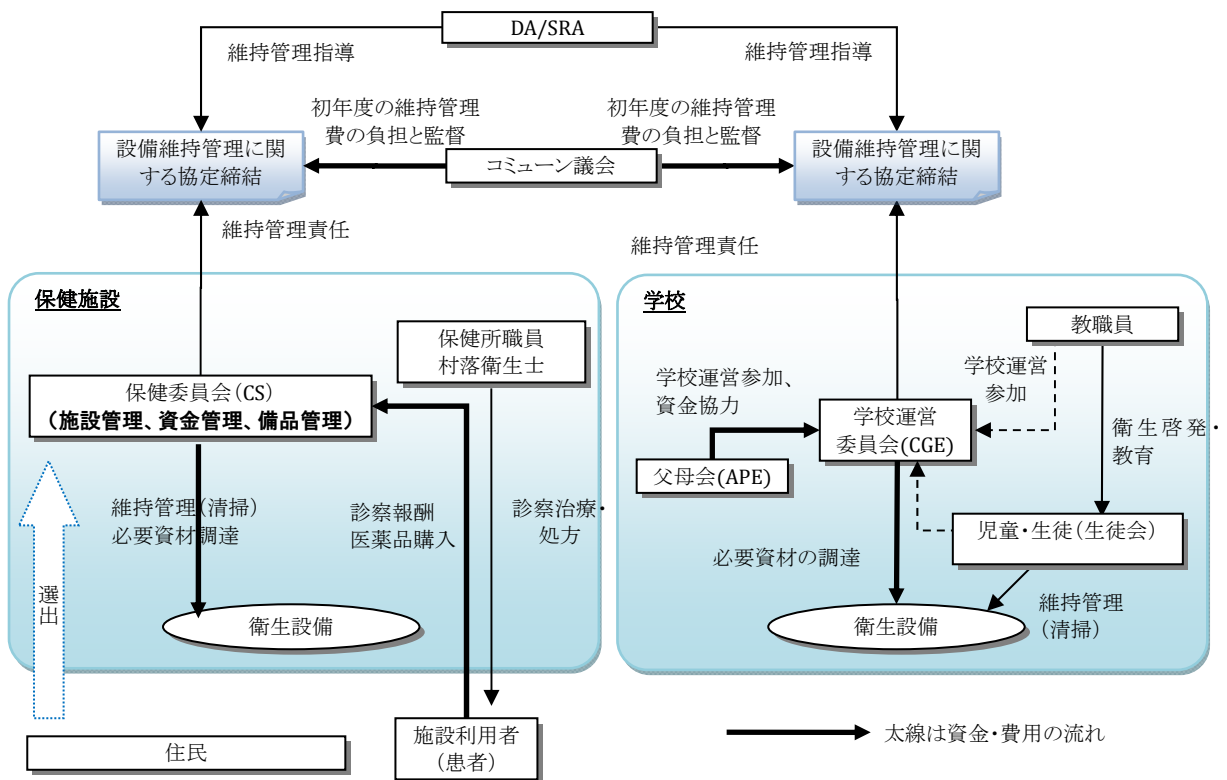 DA/SRA
維持管理指導
維持管理指導
初年度の維持管理
費の負担と監督
初年度の維持管理
費の負担と監督
設備維持管理に関
する協定締結
コミューン議会
設備維持管理に関
する協定締結
維持管理責任
維持管理責任
保健施設
保健所職員
村落衛生士
保健委員会(CS)
(施設管理、資金管理、備品管理)
維持管理(清掃)
必要資材調達
診察報酬
医薬品購入
診察治療・
処方
選出
衛生設備
住民
施設利用者
(患者)
学校
教職員
学校運営
参加
学校運営参加、
資金協力
学校運営
委員会(CGE)
父母会(APE)
衛生啓発・
教育
児童・生徒(生徒会)
必要資材の調達
維持管理
(清掃)
衛生設備
太線は資金・費用の流れ